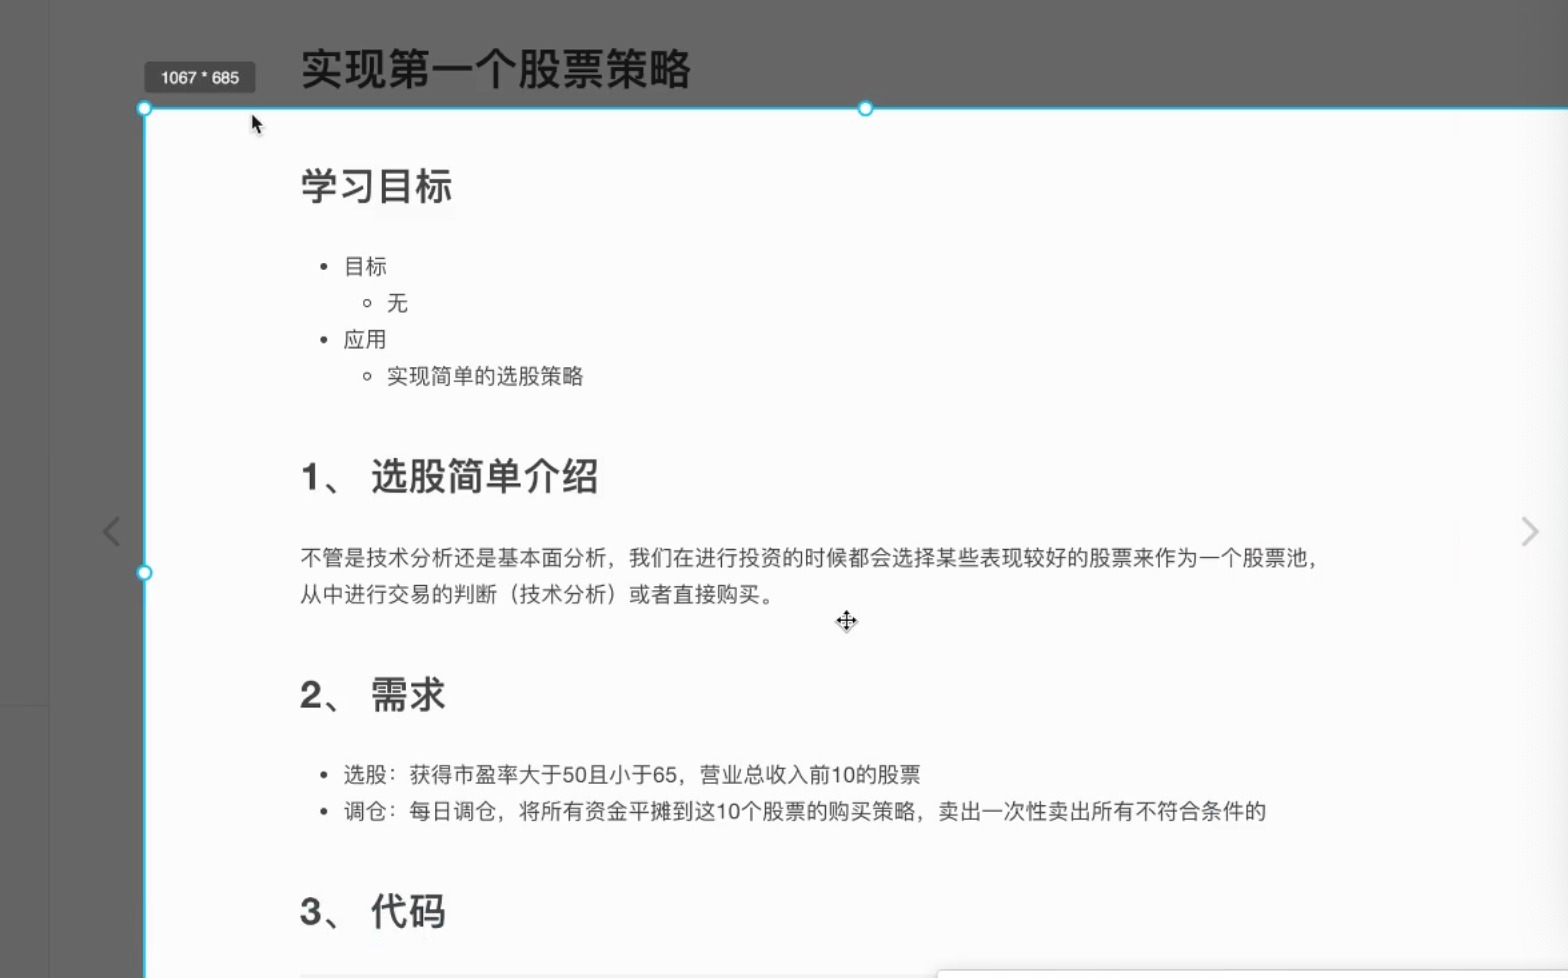 实现第一个股票策略
1067 * 685
学习目标
目标
无
应用
实现简单的选股策略
1、 选股简单介绍
不管是技术分析还是基本面分析，我们在进行投资的时候都会选择某些表现较好的股票来作为一个股票池，
从中进行交易的判断（技术分析）或者直接购买。
2、 需求
选股：获得市盈率大于50且小于65，营业总收入前10的股票
调仓：每日调仓，将所有资金平摊到这10个股票的购买策略，卖出一次性卖出所有不符合条件的
3、 代码